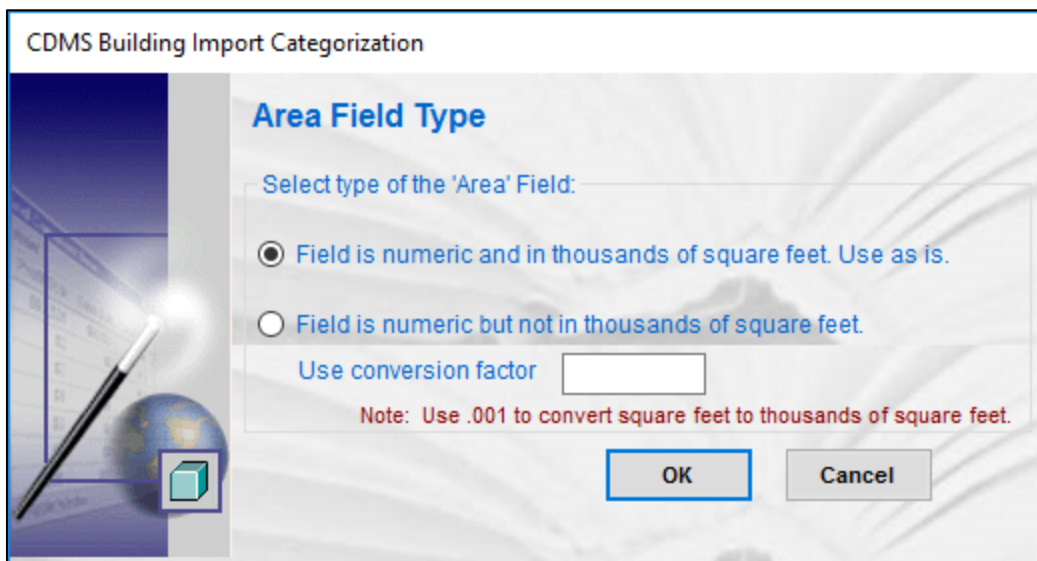 CDMS Building Import Categorization
Area Field Type
Select type of the 'Area' Field:
Field is numeric and in thousands of square feet. Use as is.
Field is numeric but not in thousands of square feet.
Use conversion factor
Note: Use .001 to convert square feet to thousands of square feet.
OK Cancel